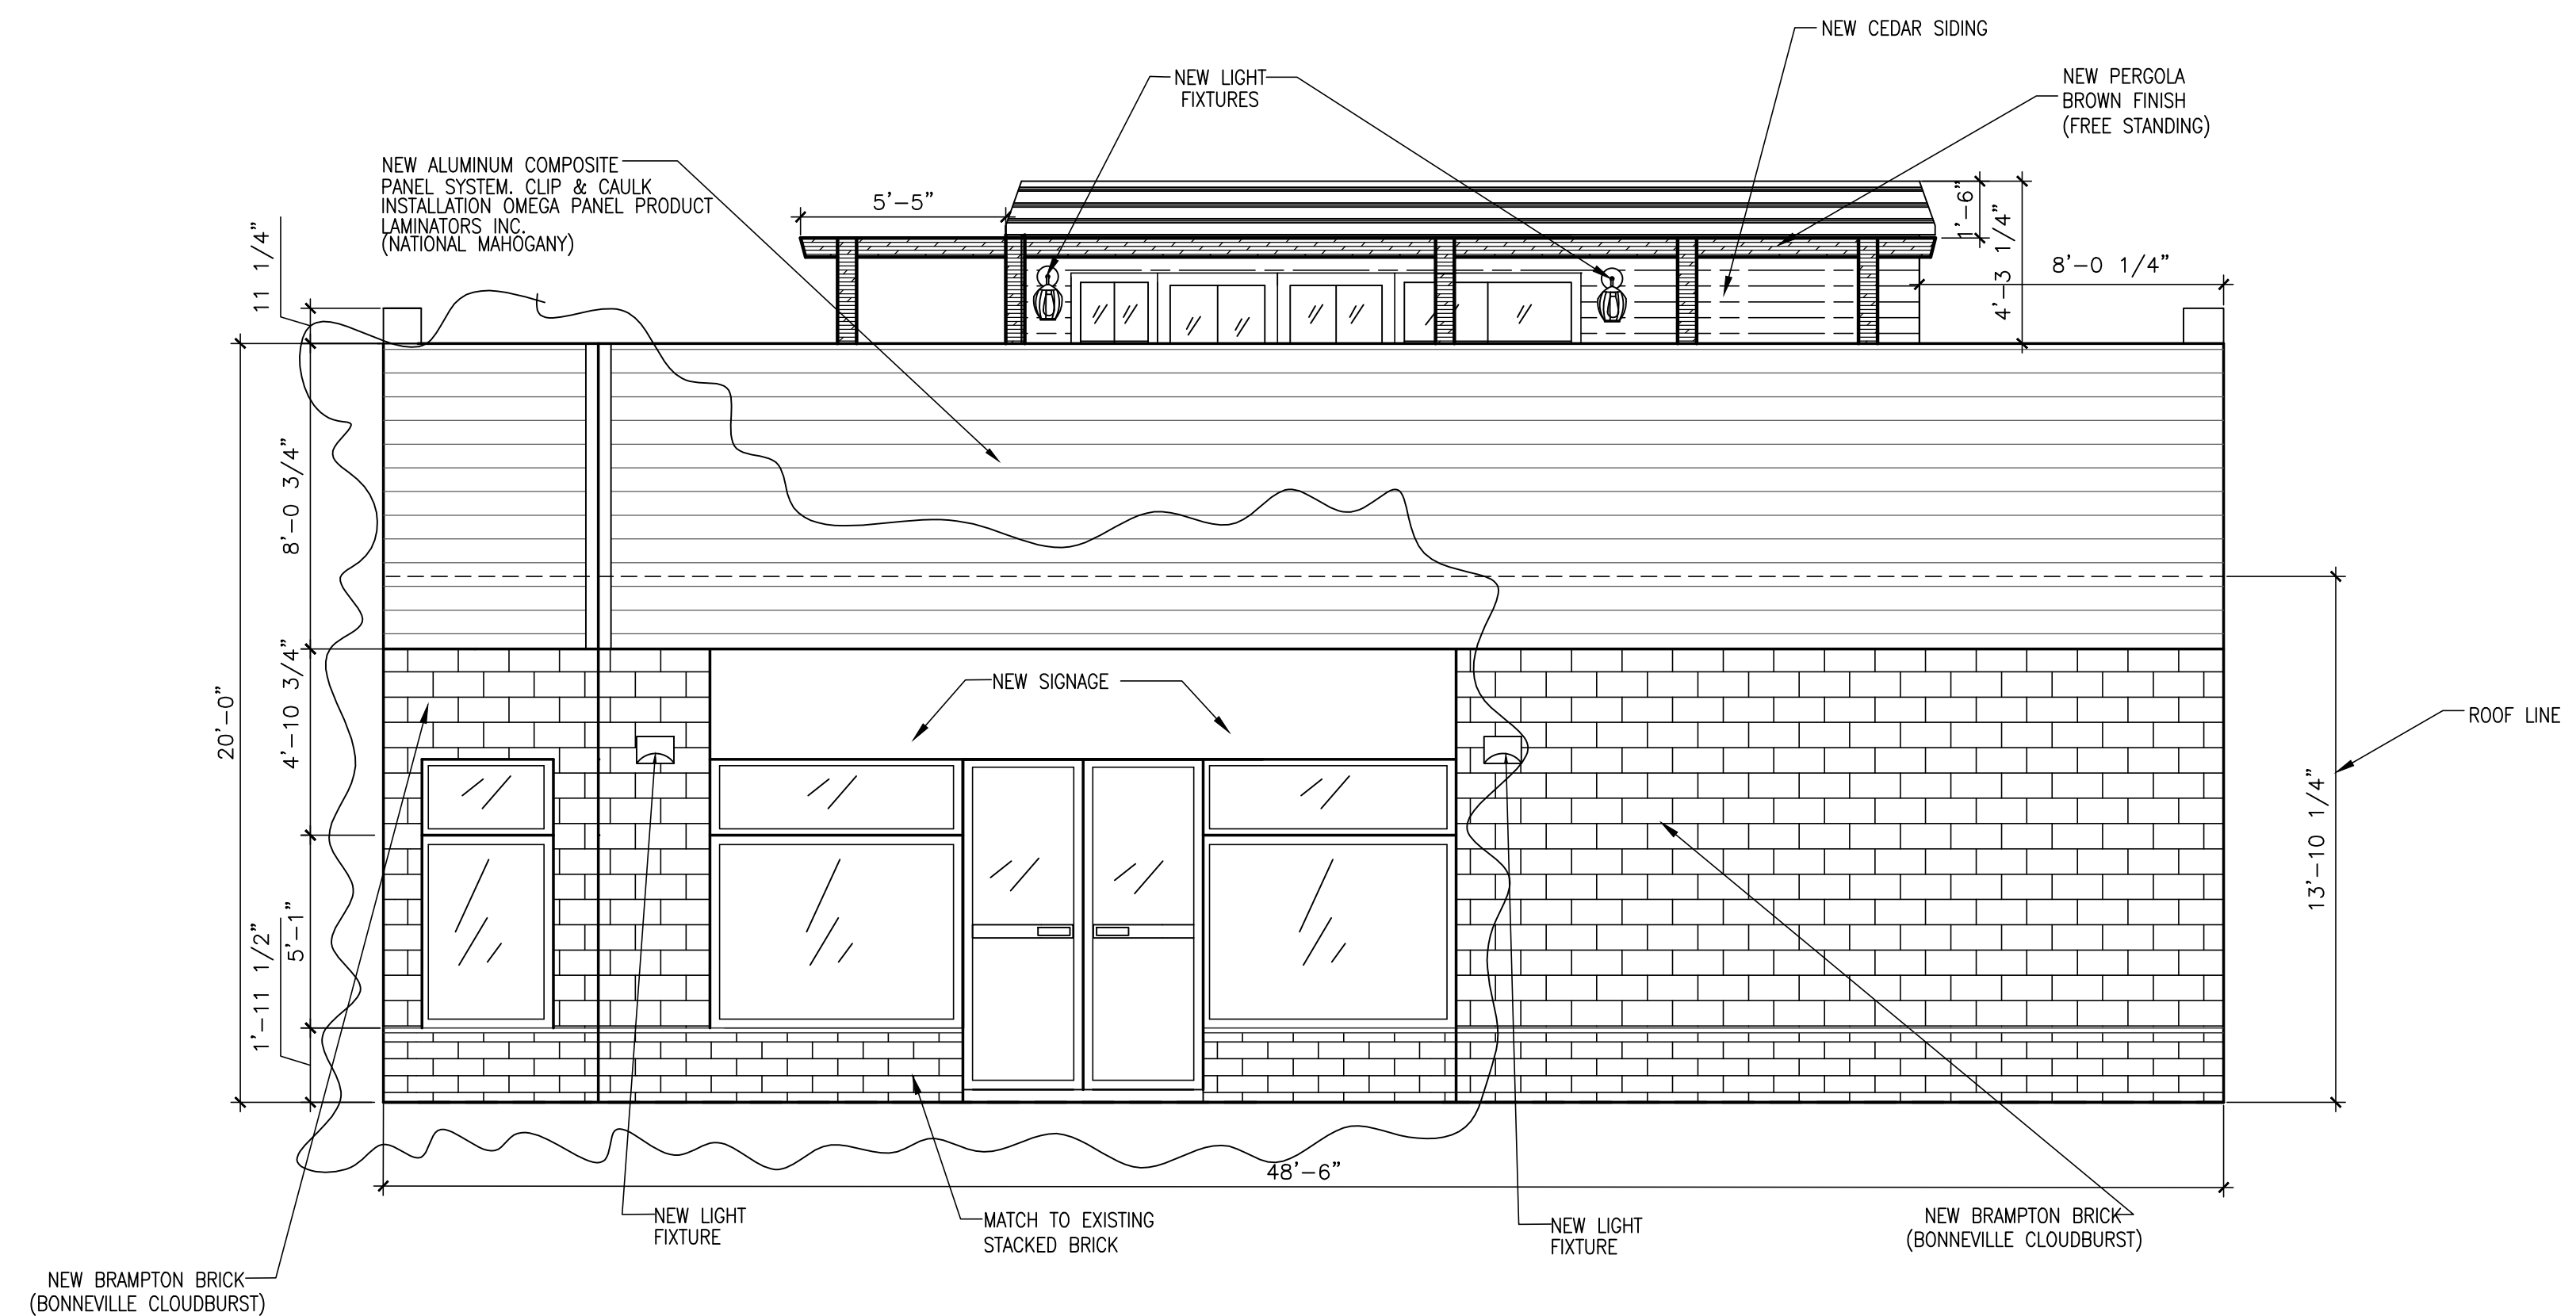 NEW CEDAR SIDING
NEW LIGHT
FIXTURES
NEW PERGOLA
BROWN FINISH
(FREE STANDING)
NEW ALUMINUM COMPOSITE
PANEL SYSTEM. CLIP & CAULK
INSTALLATION OMEGA PANEL PRODUCT
LAMINATORS INC.
(NATIONAL MAHOGANY)
5'-5"
1'-6"
4'-3 1/4"
8'-0 1/4"
11 1/4"
8'-0 3/4"
4'-10 3/4"
20'-0"
5'-1"
1'-11 1/2"
NEW SIGNAGE
ROOF LINE
13'-10 1/4"
48'-6"
NEW LIGHT
FIXTURE
MATCH TO EXISTING
STACKED BRICK
NEW LIGHT
FIXTURE
NEW BRAMPTON BRICK
(BONNEVILLE CLOUDBURST)
NEW BRAMPTON BRICK
(BONNEVILLE CLOUDBURST)